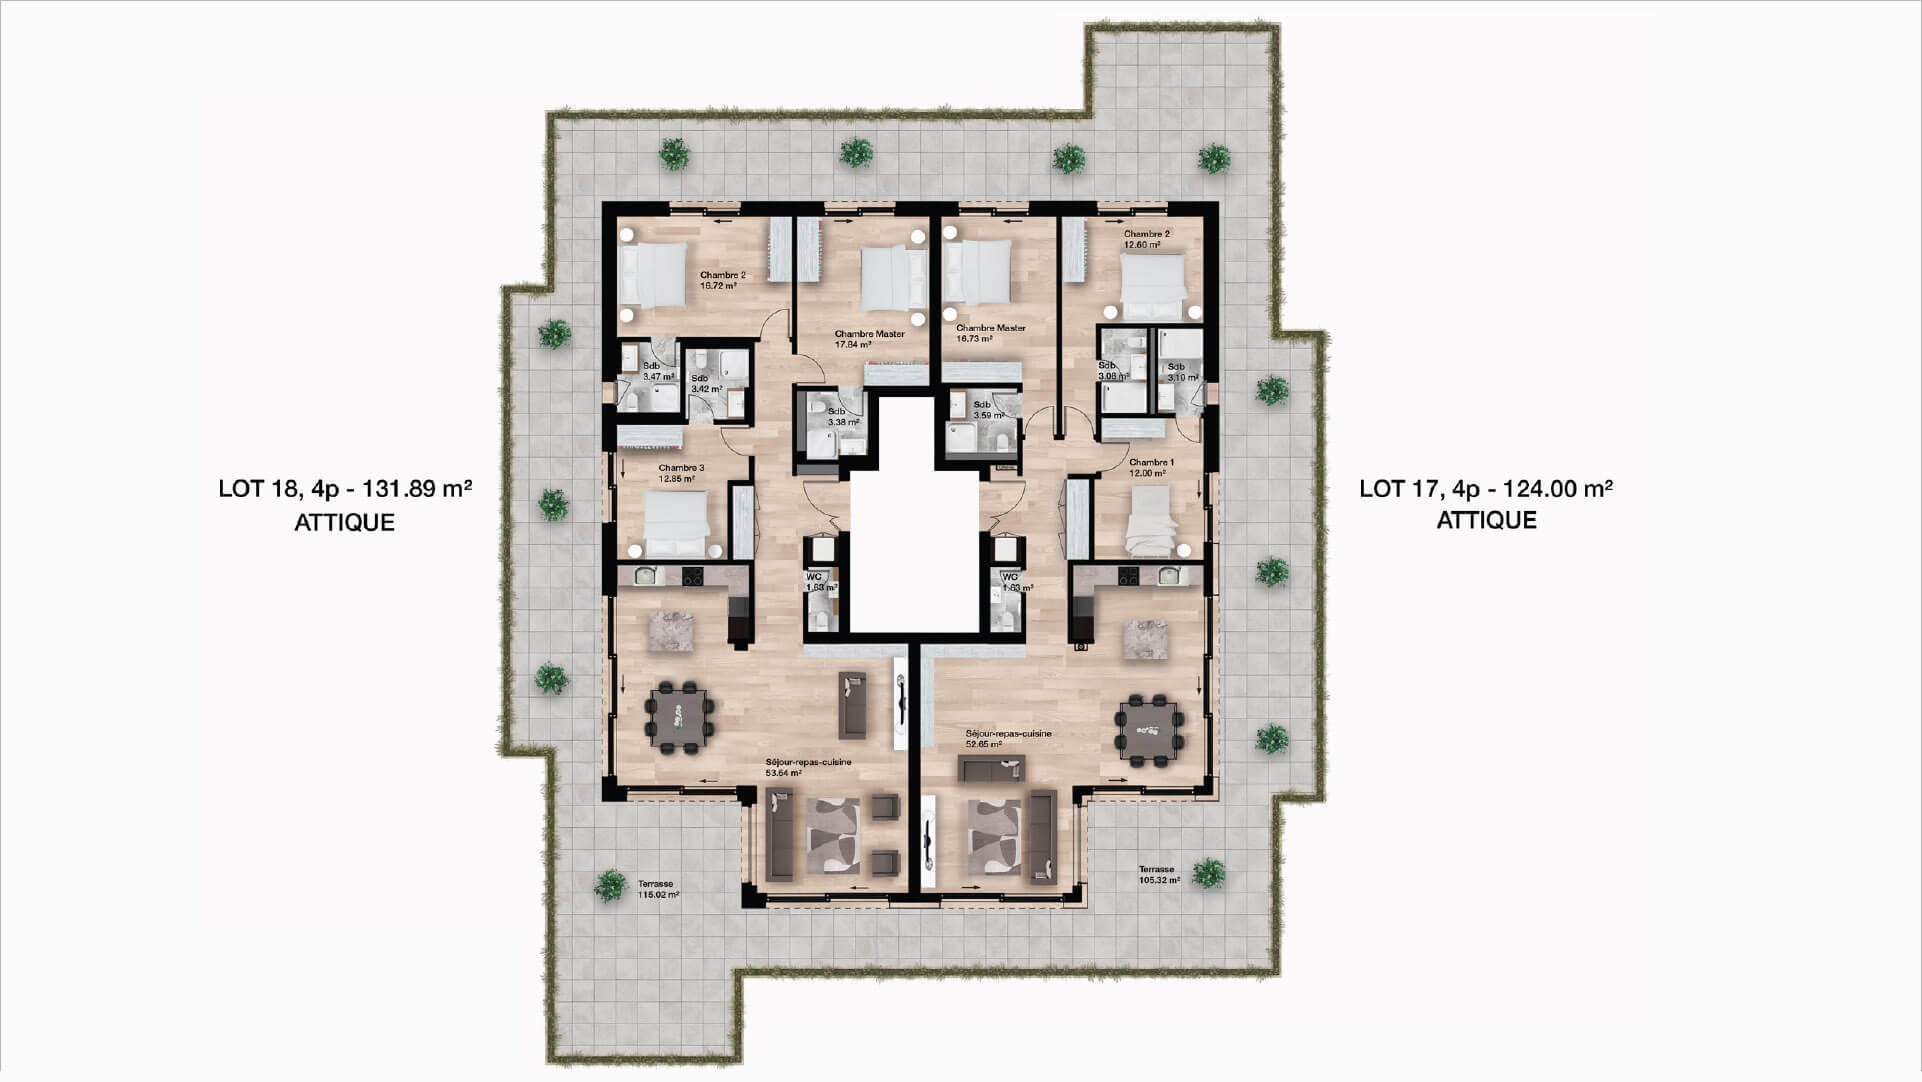 Chambre 2
12.60 m²
Chambre 2
16.72 m²
Chambre Master
17.84 m²
Chambre Master
16.73 m²
Sdb
3.47 m²
Sdb
3.42 m²
Sdb
3.38 m²
Sdb
3.59 m²
Sdb
3.06 m²
Sdb
3.10 m²
Chambre 3
12.85 m²
Chambre 1
12.00 m²
LOT 18, 4p - 131.89 m²
ATTIQUE
LOT 17, 4p - 124.00 m²
ATTIQUE
WC
1.63 m²
WC
1.63 m²
Séjour-repas-cuisine
53.64 m²
Séjour-repas-cuisine
52.65 m²
Terrasse
115.02 m²
Terrasse
105.32 m²